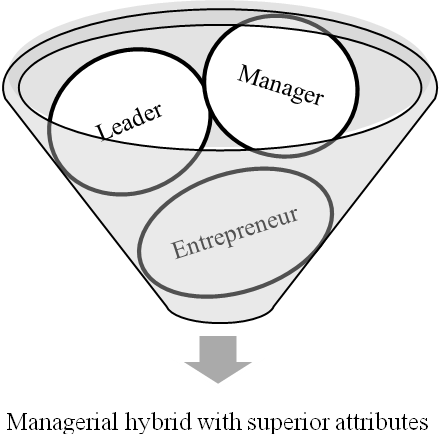 Manager
Leader
Entrepreneur
Managerial hybrid with superior attributes